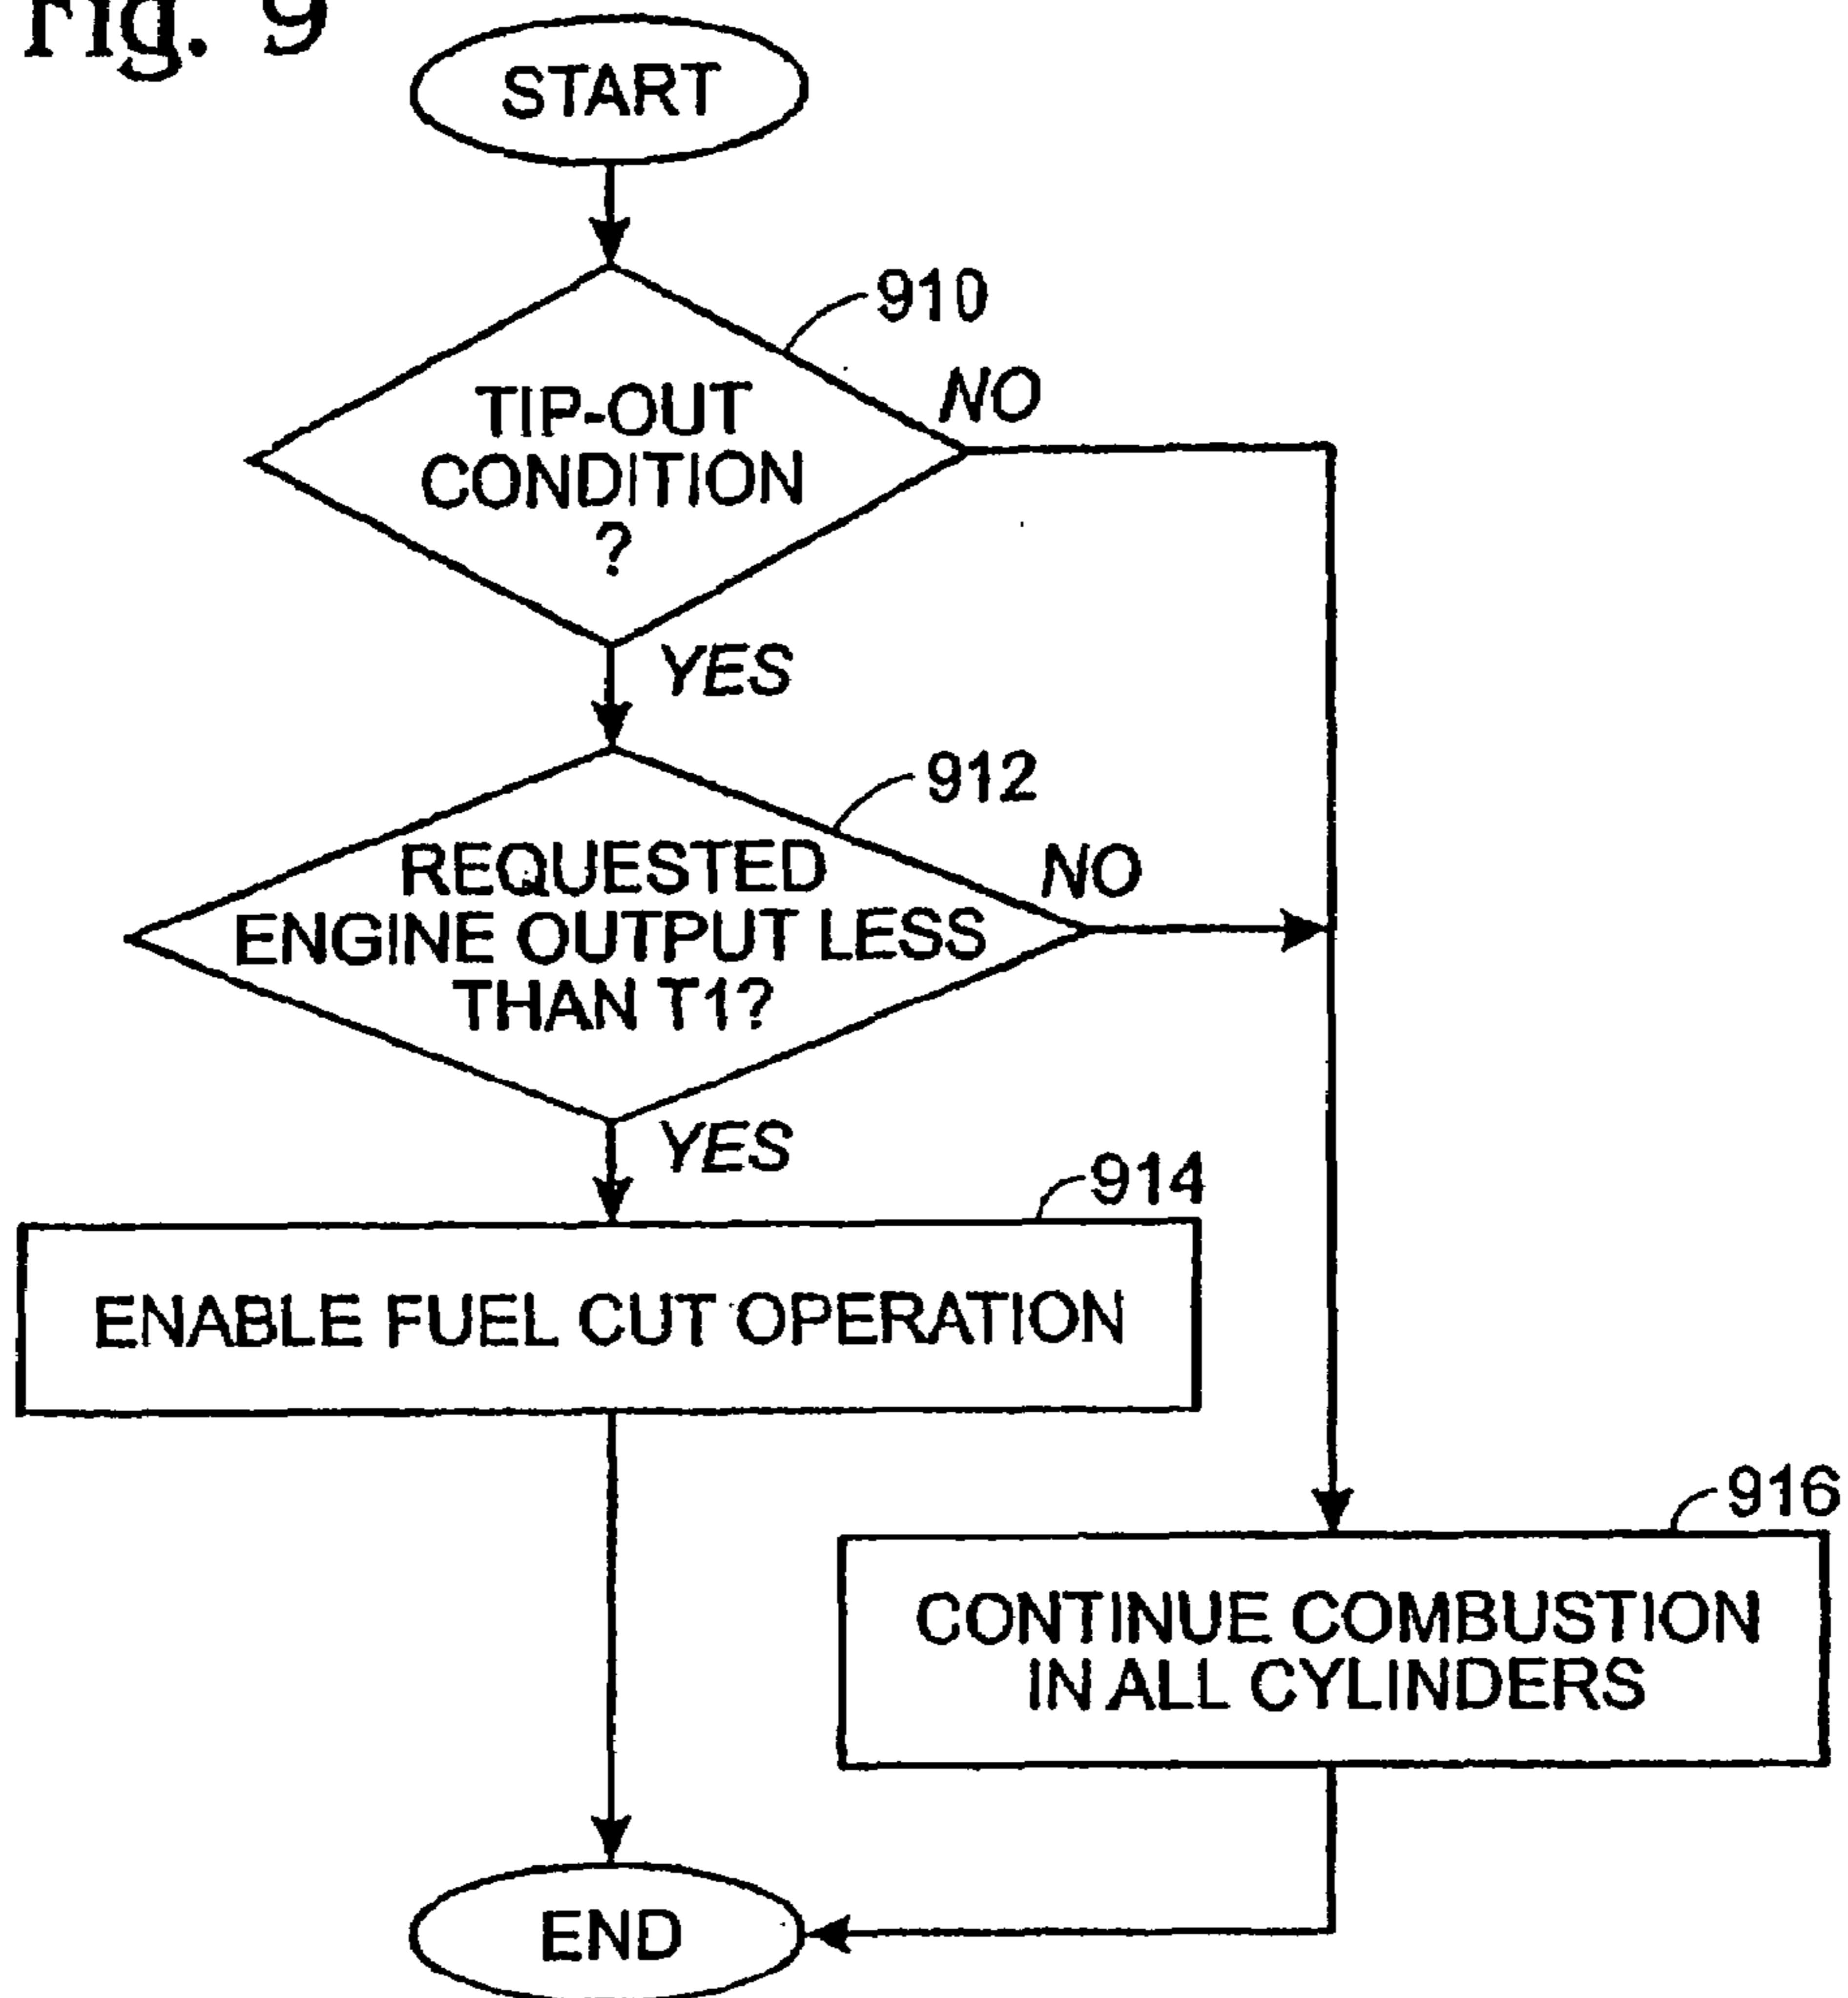 Fig. 9
START
910
TIP-OUT
CONDITION
?
NO
YES
912
REQUESTED
ENGINE OUTPUT LESS
THAN T1?
NO
YES
914
ENABLE FUEL CUT OPERATION
916
CONTINUE COMBUSTION
IN ALL CYLINDERS
END